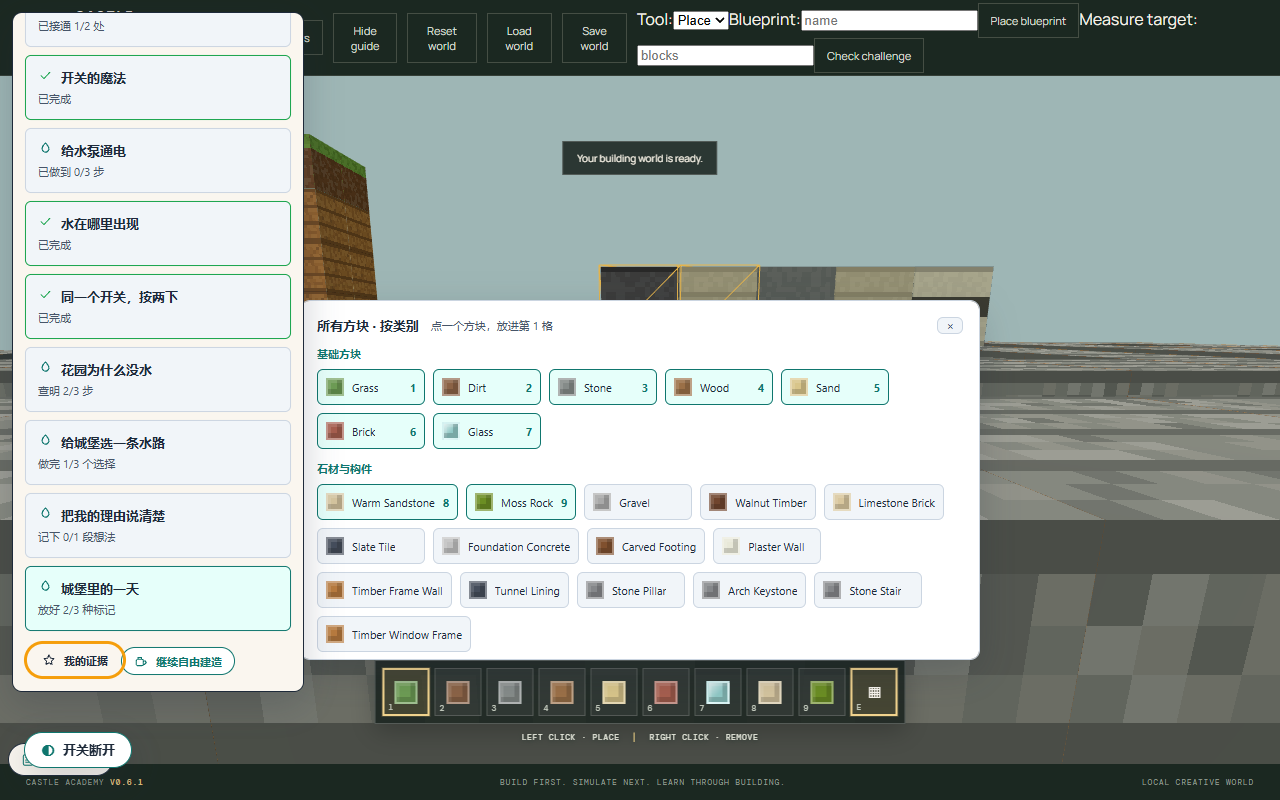 已接通 1/2 处
开关的魔法
已完成
给水泵通电
已做到 0/3 步
水在哪里出现
已完成
同一个开关，按两下
已完成
花园为什么没水
查明 2/3 步
给城堡选一条水路
做完 1/3 个选择
把我的理由说清楚
记下 0/1 段想法
城堡里的一天
放好 2/3 种标记
我的证据
继续自由建造
开关断开
s
Hide guide
Reset world
Load world
Save world
Tool: Place Blueprint: name Place blueprint Measure target:
blocks Check challenge
Your building world is ready.
所有方块 · 按类别 点一个方块，放进第 1 格 ×
基础方块
Grass 1 Dirt 2 Stone 3 Wood 4 Sand 5
Brick 6 Glass 7
石材与构件
Warm Sandstone 8 Moss Rock 9 Gravel Walnut Timber Limestone Brick
Slate Tile Foundation Concrete Carved Footing Plaster Wall
Timber Frame Wall Tunnel Lining Stone Pillar Arch Keystone Stone Stair
Timber Window Frame
1 2 3 4 5 6 7 8 9 E
LEFT CLICK · PLACE | RIGHT CLICK · REMOVE
CASTLE ACADEMY V0.6.1 BUILD FIRST. SIMULATE NEXT. LEARN THROUGH BUILDING. LOCAL CREATIVE WORLD